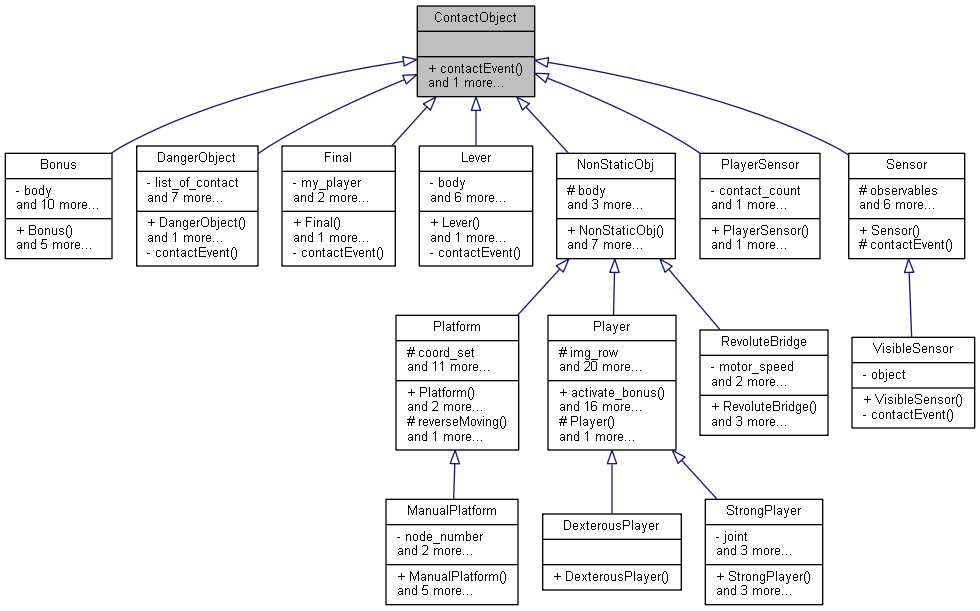 ContactObject
+ contactEvent()
and 1 more...
Bonus
- body
and 10 more...
+ Bonus()
and 5 more...
DangerObject
- list_of_contact
and 7 more...
+ DangerObject()
and 1 more...
- contactEvent()
Final
- my_player
and 2 more...
+ Final()
and 1 more...
- contactEvent()
Lever
- body
and 6 more...
+ Lever()
and 1 more...
- contactEvent()
NonStaticObj
# body
and 3 more...
+ NonStaticObj()
and 7 more...
PlayerSensor
- contact_count
and 1 more...
+ PlayerSensor()
and 1 more...
Sensor
# observables
and 6 more...
+ Sensor()
# contactEvent()
Platform
# coord_set
and 11 more...
+ Platform()
and 2 more...
# reverseMoving()
and 1 more...
Player
# img_row
and 20 more...
+ activate_bonus()
and 16 more...
# Player()
and 1 more...
RevoluteBridge
- motor_speed
and 2 more...
+ RevoluteBridge()
and 3 more...
VisibleSensor
- object
+ VisibleSensor()
- contactEvent()
ManualPlatform
- node_number
and 2 more...
+ ManualPlatform()
and 5 more...
DexterousPlayer
+ DexterousPlayer()
StrongPlayer
- joint
and 3 more...
+ StrongPlayer()
and 3 more...